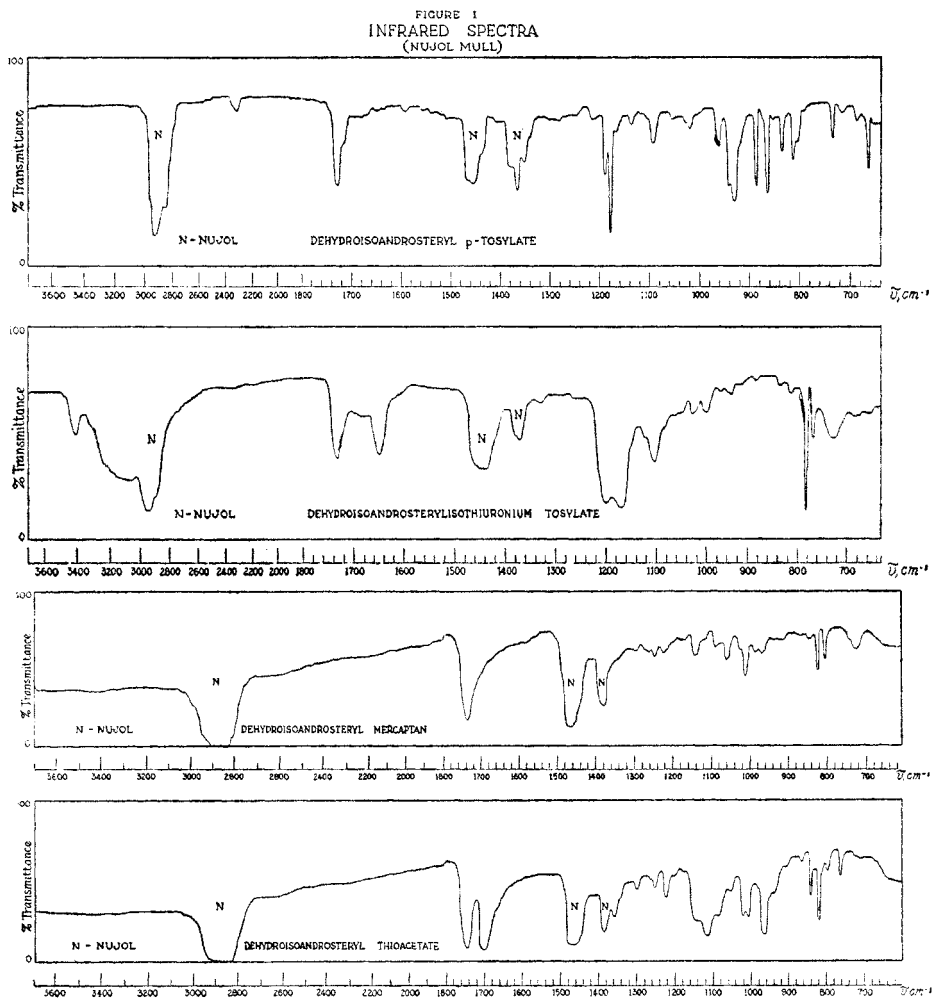 FIGURE I
INFRARED SPECTRA
(NUJOL MULL)
100
% Transmittance
N
N
N
N-NUJOL DEHYDROISOANDROSTERYL p-TOSYLATE
0
3600 3400 3200 3000 2800 2600 2400 2200 2000 1700 1600 1500 1400 1300 1200 1100 1000 900 800 700 ṽ, cm-1
100
% Transmittance
N
N
N
N-NUJOL DEHYDROISOANDROSTERYLISOTHIURONIUM TOSYLATE
0
3600 3400 3200 3000 2800 2600 2400 2200 2000 1700 1600 1500 1400 1300 1200 1100 1000 900 800 700 ṽ, cm-1
100
% Transmittance
N
N
N
N - NUJOL DEHYDROISOANDROSTERYL MERCAPTAN
0
3600 3400 3200 3000 2800 2600 2400 2200 2000 1800 1700 1600 1500 1400 1300 1200 1100 1000 900 800 700 ṽ, cm-1
00
% Transmittance
N
N
N
N - NUJOL DEHYDROISOANDROSTERYL THIOACETATE
0
3600 3400 3200 3000 2800 2600 2400 2200 2000 1800 1700 1600 1500 1400 1300 1200 1100 1000 900 800 700 ṽ cm-1